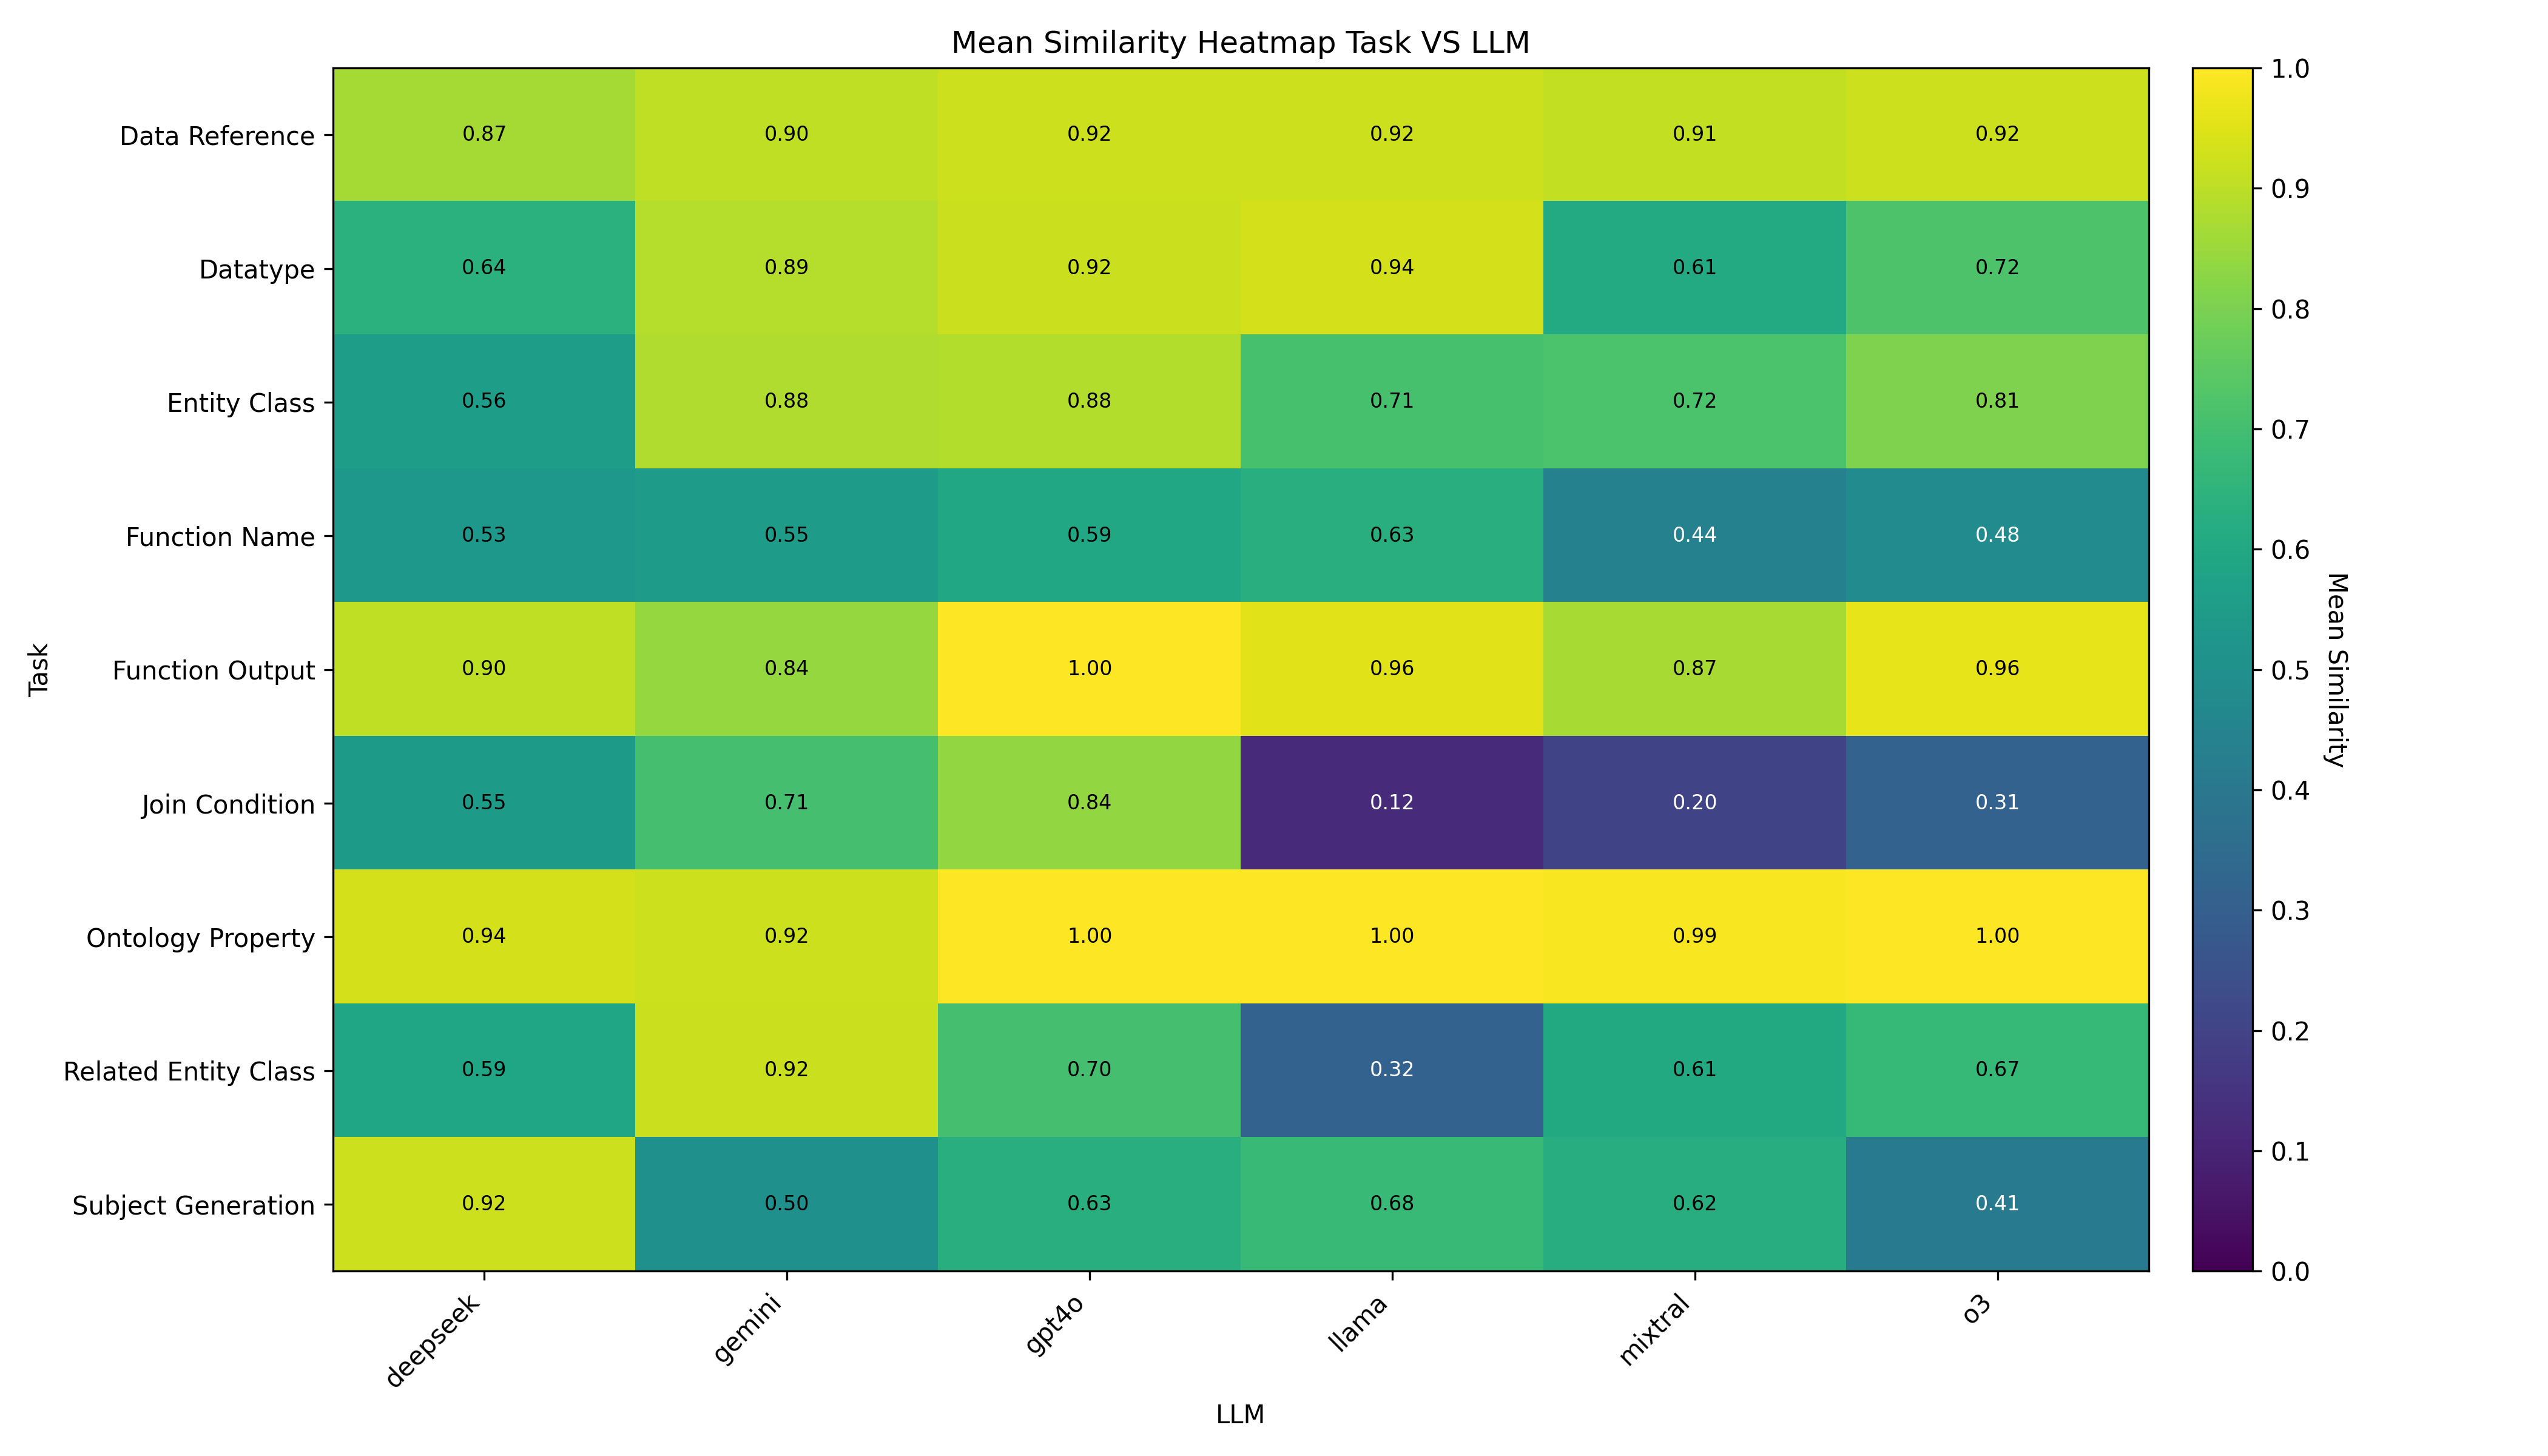 Mean Similarity Heatmap Task VS LLM
Data Reference 0.87 0.90 0.92 0.92 0.91 0.92
Datatype 0.64 0.89 0.92 0.94 0.61 0.72
Entity Class 0.56 0.88 0.88 0.71 0.72 0.81
Function Name 0.53 0.55 0.59 0.63 0.44 0.48
Function Output 0.90 0.84 1.00 0.96 0.87 0.96
Join Condition 0.55 0.71 0.84 0.12 0.20 0.31
Ontology Property 0.94 0.92 1.00 1.00 0.99 1.00
Related Entity Class 0.59 0.92 0.70 0.32 0.61 0.67
Subject Generation 0.92 0.50 0.63 0.68 0.62 0.41
Task
deepseek gemini gpt4o llama mixtral o3
LLM
1.0
0.9
0.8
0.7
0.6
0.5
0.4
0.3
0.2
0.1
0.0
Mean Similarity